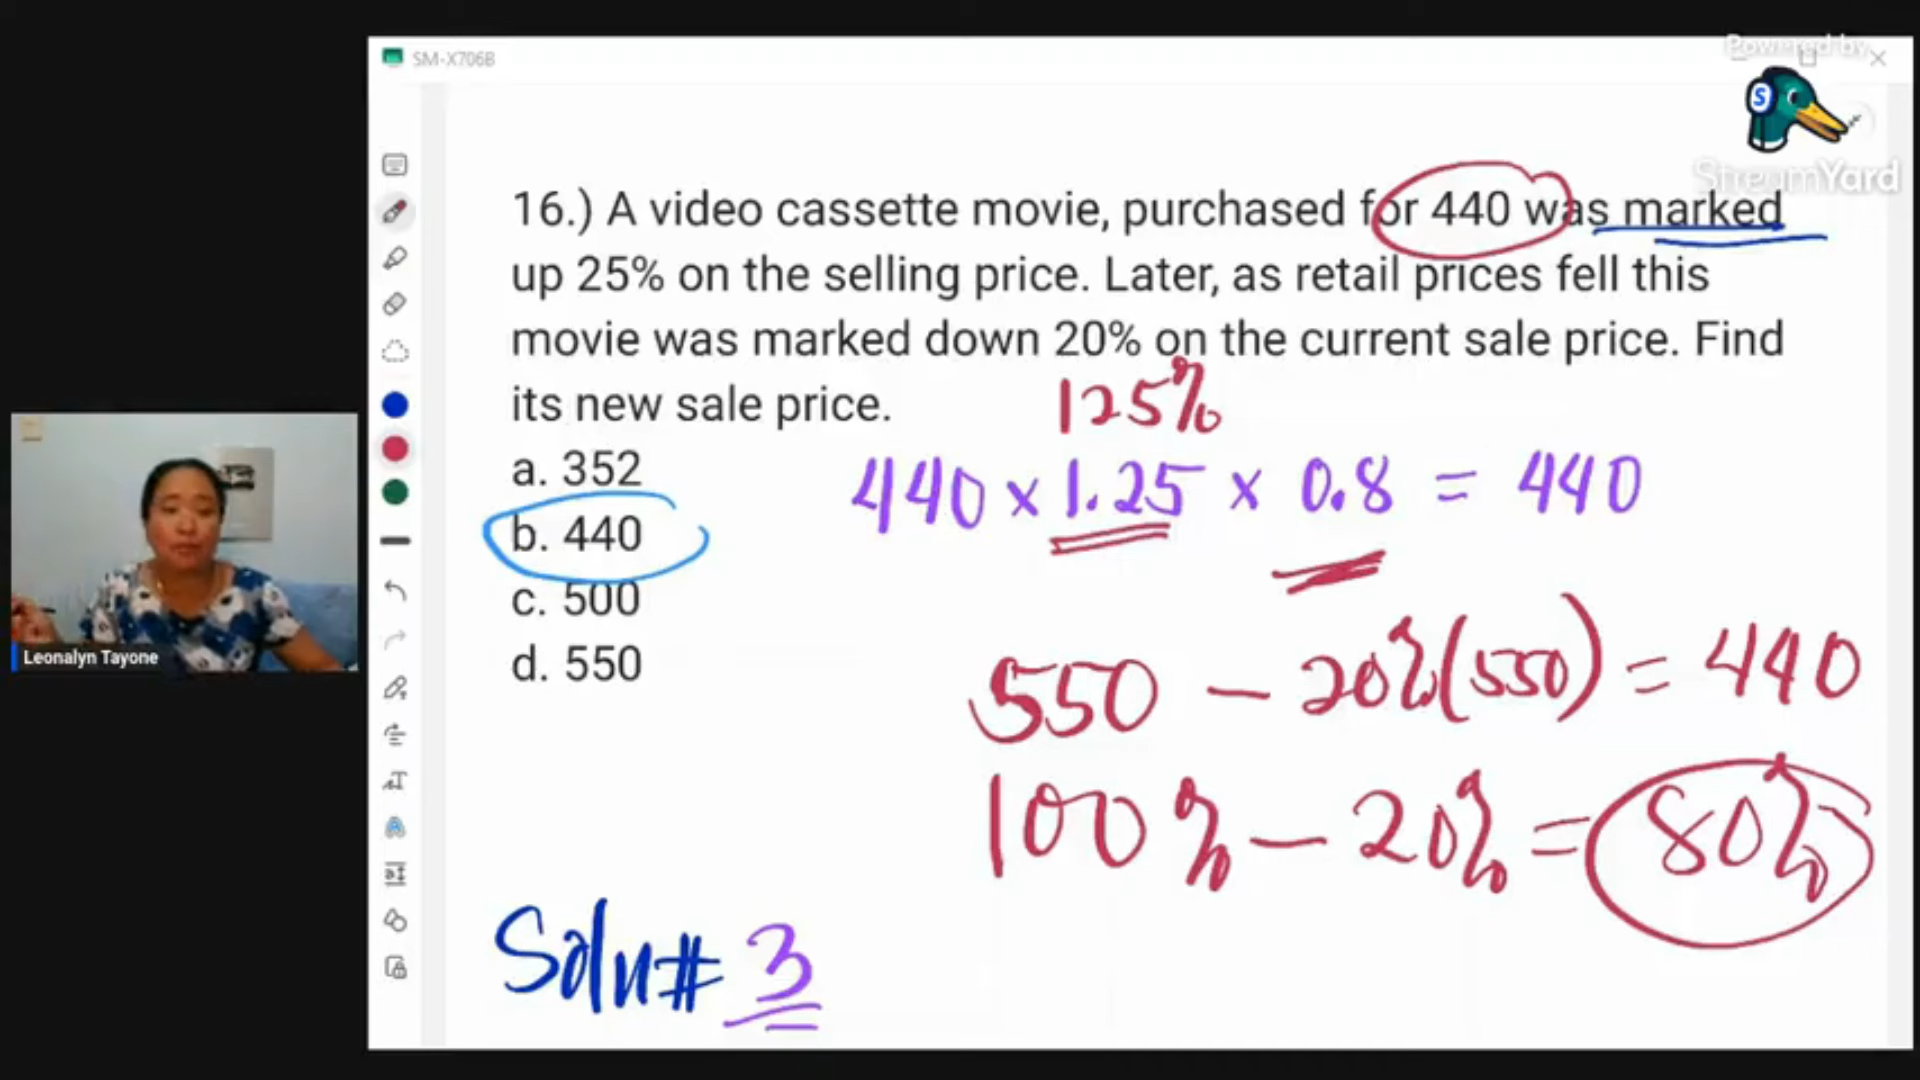 SM-X706B
Powered by
StreamYard
16.) A video cassette movie, purchased for 440 was marked
up 25% on the selling price. Later, as retail prices fell this
movie was marked down 20% on the current sale price. Find
its new sale price.
125%
a. 352
440 x 1.25 x 0.8 = 440
b. 440
c. 500
550 - 20%(550) = 440
d. 550
100% - 20% = 80%
Soln# 3
Leonalyn Tayone